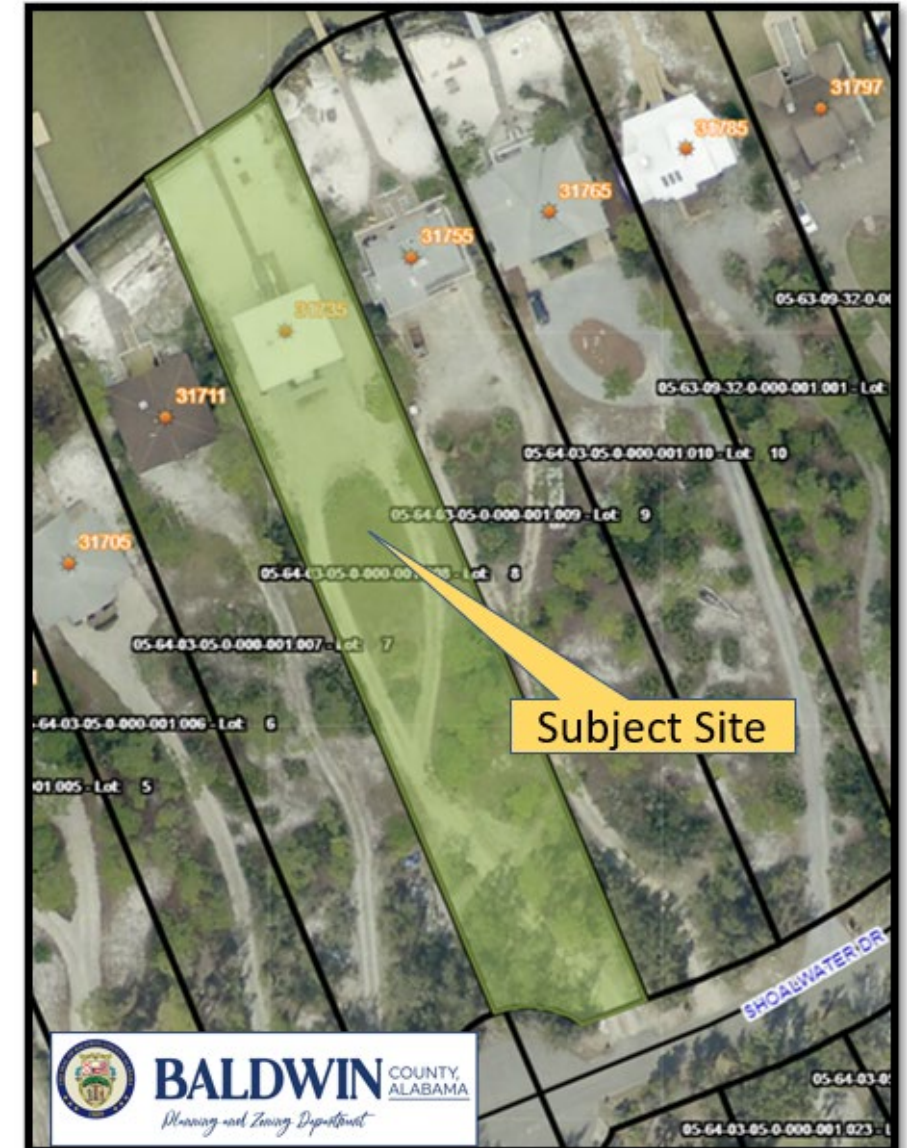 31797
31785
31765
31755
05-63-09-32-0-00
31735
31711
05-63-09-32-0-000-001.001 - Lot:
05-64-03-05-0-000-001.010 - Lot: 10
05-64-03-05-0-000-001.009 - Lot: 9
31705
05-64-03-05-0-000-001.008 - Lot: 8
05-64-03-05-0-000-001.007 - Lot: 7
Subject Site
-64-03-05-0-000-001.006 - Lot: 6
01.005 - Lot: 5
SHOALWATER DR
BALDWIN COUNTY, ALABAMA
Planning and Zoning Department
05-64-03-0
05-64-03-05-0-000-001.023 - L